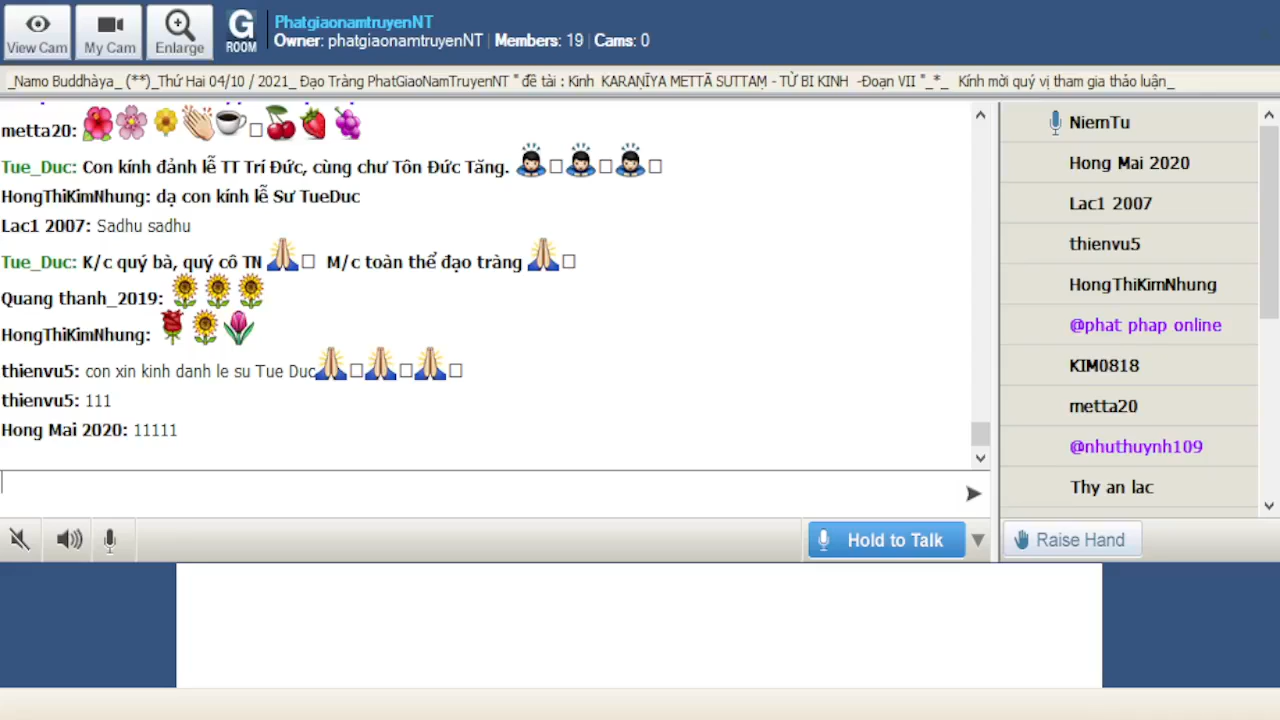 View Cam
My Cam
Enlarge
G
ROOM
PhatgiaonamtruyenNT
Owner: phatgiaonamtruyenNT | Members: 19 | Cams: 0
_Namo Buddhàya_ (**)_Thứ Hai 04/10 / 2021_ Đạo Tràng PhatGiaoNamTruyenNT " đề tài : Kinh KARAṆĪYA METTĀ SUTTAṂ - TỪ BI KINH -Đoạn VII "_*_ Kính mời quý vị tham gia thảo luận_
metta20:
Tue_Duc: Con kính đảnh lễ TT Trí Đức, cùng chư Tôn Đức Tăng.
HongThiKimNhung: dạ con kính lễ Sư TueDuc
Lac1 2007: Sadhu sadhu
Tue_Duc: K/c quý bà, quý cô TN M/c toàn thể đạo tràng
Quang thanh_2019:
HongThiKimNhung:
thienvu5: con xin kinh danh le su Tue Duc
thienvu5: 111
Hong Mai 2020: 11111
Hold to Talk
NiemTu
Hong Mai 2020
Lac1 2007
thienvu5
HongThiKimNhung
@phat phap online
KIM0818
metta20
@nhuthuynh109
Thy an lac
Raise Hand